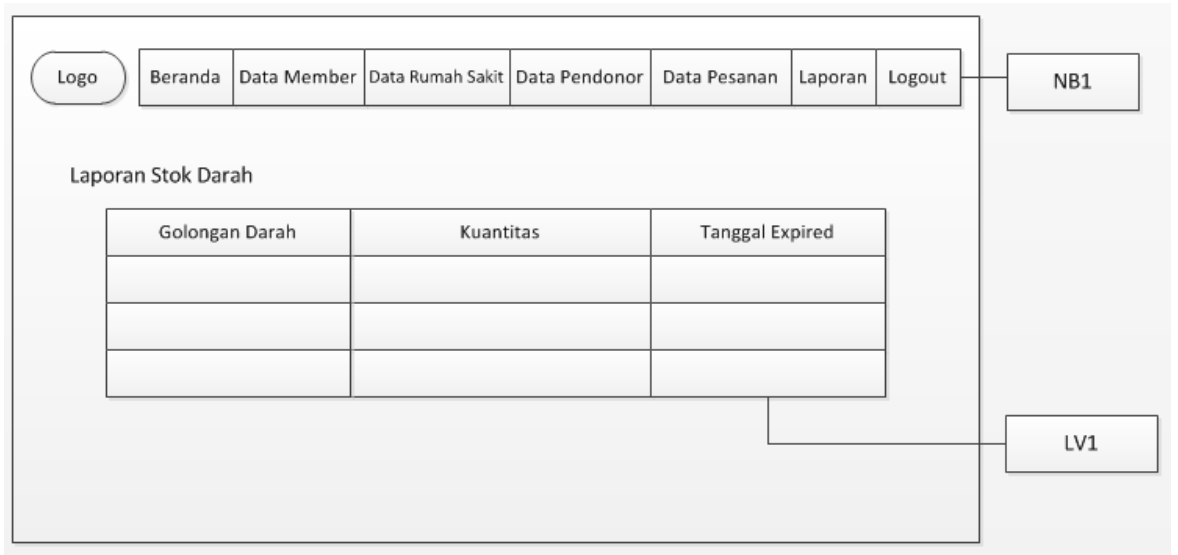 Logo Beranda Data Member Data Rumah Sakit Data Pendonor Data Pesanan Laporan Logout NB1
Laporan Stok Darah
Golongan Darah Kuantitas Tanggal Expired
LV1